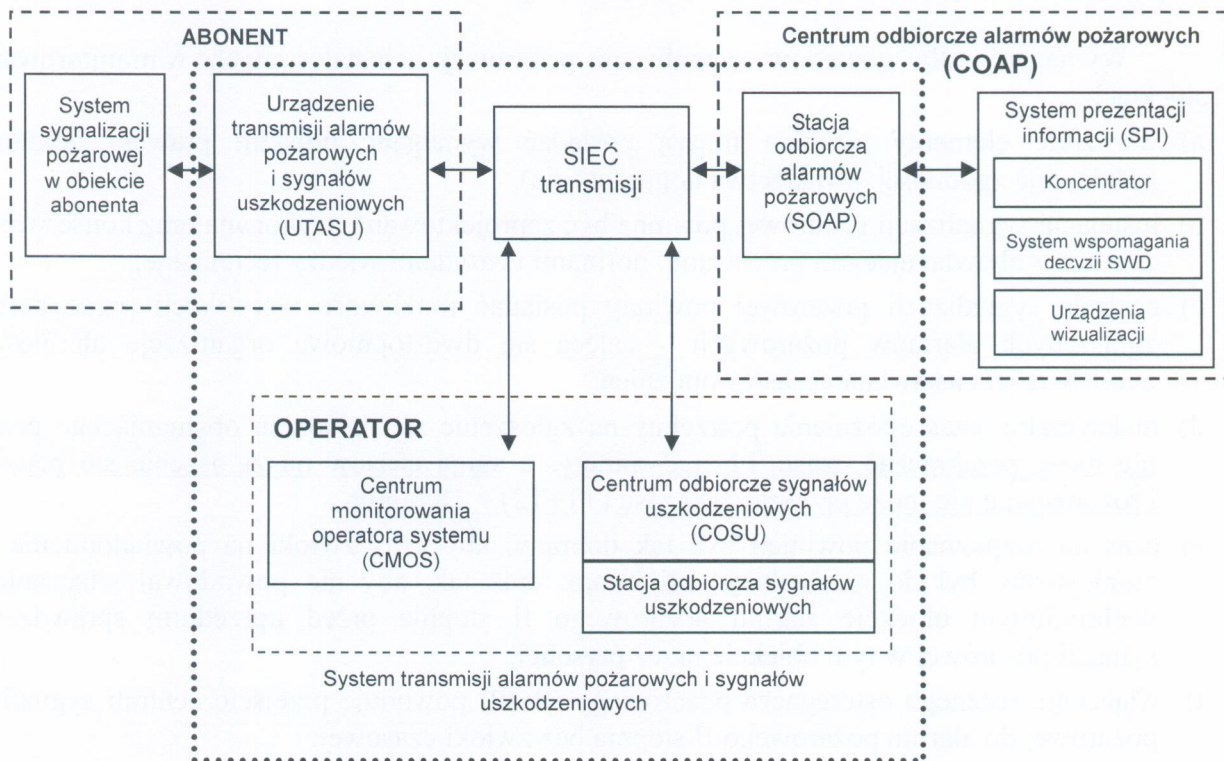 ABONENT
System
sygnalizacji
pożarowej
w obiekcie
abonenta
Urządzenie
transmisji alarmów
pożarowych
i sygnałów
uszkodzeniowych
(UTASU)
SIEĆ
transmisji
Centrum odbiorcze alarmów pożarowych
(COAP)
Stacja
odbiorcza
alarmów
pożarowych
(SOAP)
System prezentacji
informacji (SPI)
Koncentrator
System wspomagania
decyzji SWD
Urządzenia
wizualizacji
OPERATOR
Centrum
monitorowania
operatora systemu
(CMOS)
Centrum odbiorcze sygnałów
uszkodzeniowych
(COSU)
Stacja odbiorcza sygnałów
uszkodzeniowych
System transmisji alarmów pożarowych i sygnałów
uszkodzeniowych